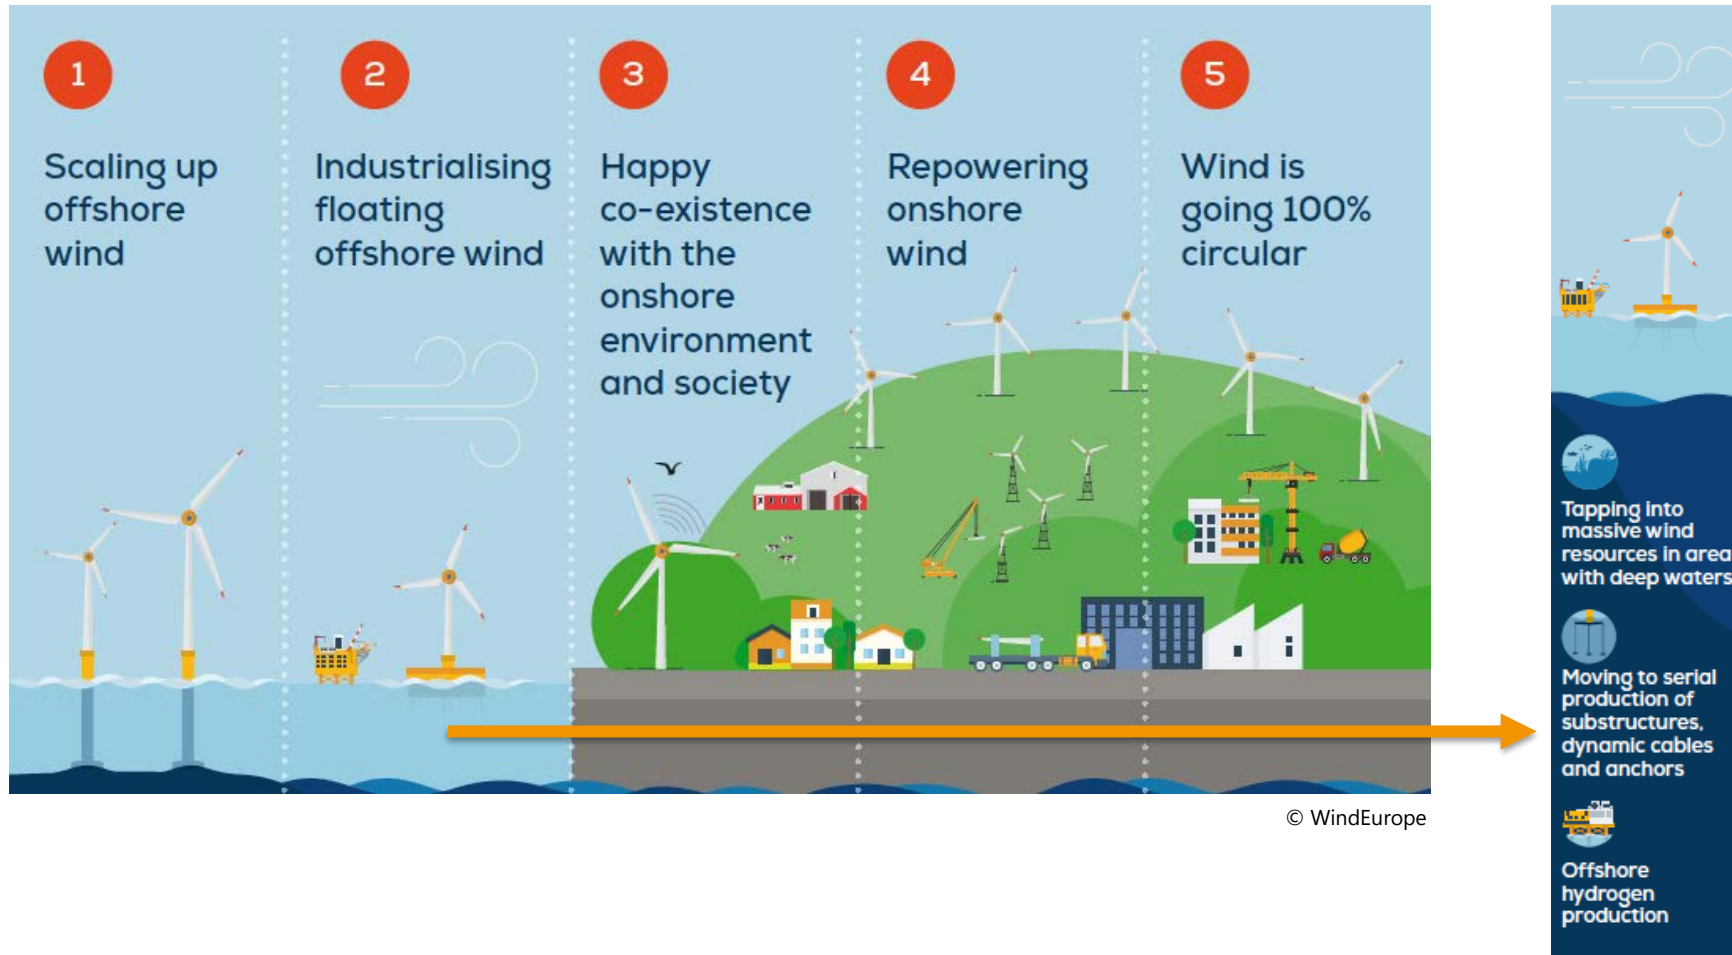 1
Scaling up
offshore
wind
2
Industrialising
floating
offshore wind
3
Happy
co-existence
with the
onshore
environment
and society
4
Repowering
onshore
wind
5
Wind is
going 100%
circular
© WindEurope
Tapping into
massive wind
resources in area
with deep waters
Moving to serial
production of
substructures,
dynamic cables
and anchors
Offshore
hydrogen
production